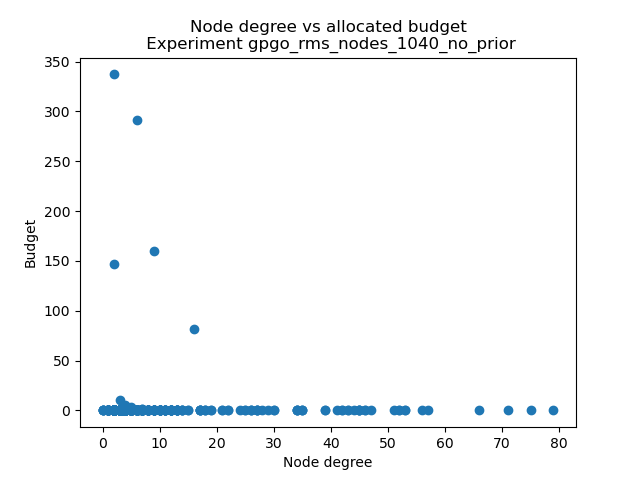 Node degree vs allocated budget
Experiment gpgo_rms_nodes_1040_no_prior
350
300
250
200
150
100
50
0
Budget
0 10 20 30 40 50 60 70 80
Node degree